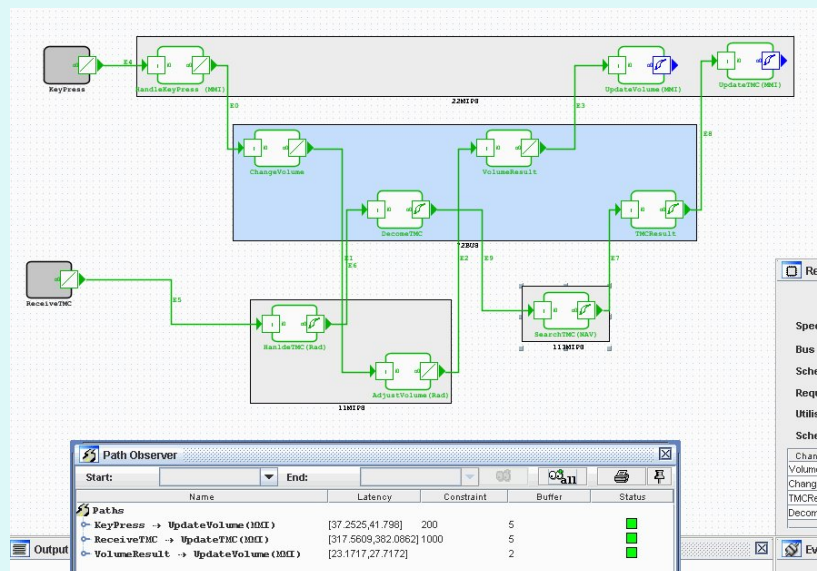 KeyPress
E4
HandleKeyPress (MMI)
UpdateVolume(MMI)
UpdateTMC(MMI)
22MIPS
E0
E3
E8
ChangeVolume
VolumeResult
DecomeTMC
TMCResult
72BUS
E1
E6
E2
E9
E7
ReceiveTMC
E5
HanldeTMC(Rad)
SearchTMC(NAV)
113MIPS
AdjustVolume(Rad)
11MIPS
Re
Spee
Bus
Sche
Requ
Utilis
Sche
Chan
Volume
Chang
TMCRe
Decom
Path Observer
Start:
End:
all
Name Latency Constraint Buffer Status
Paths
KeyPress -> UpdateVolume(MMI) [37.2525,41.798] 200 5
ReceiveTMC -> UpdateTMC(MMI) [317.5609,382.0862] 1000 5
VolumeResult -> UpdateVolume(MMI) [23.1717,27.7172] 2
Output
Ev